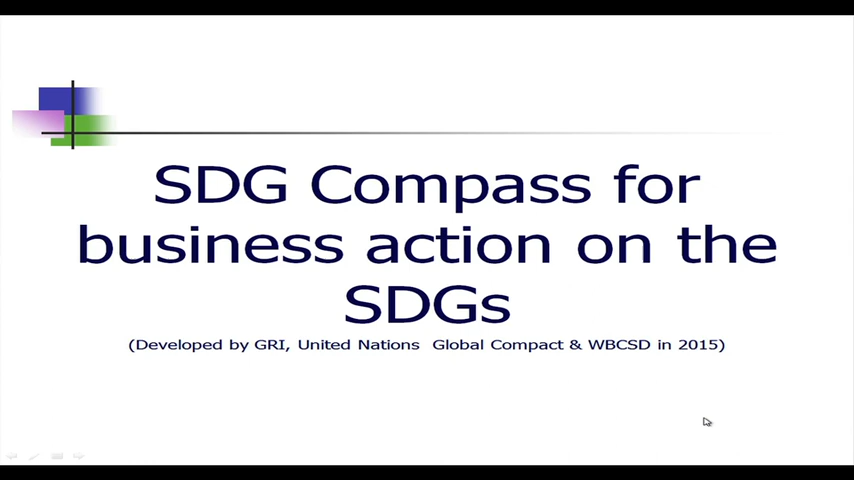 SDG Compass for
business action on the
SDGs
(Developed by GRI, United Nations Global Compact & WBCSD in 2015)